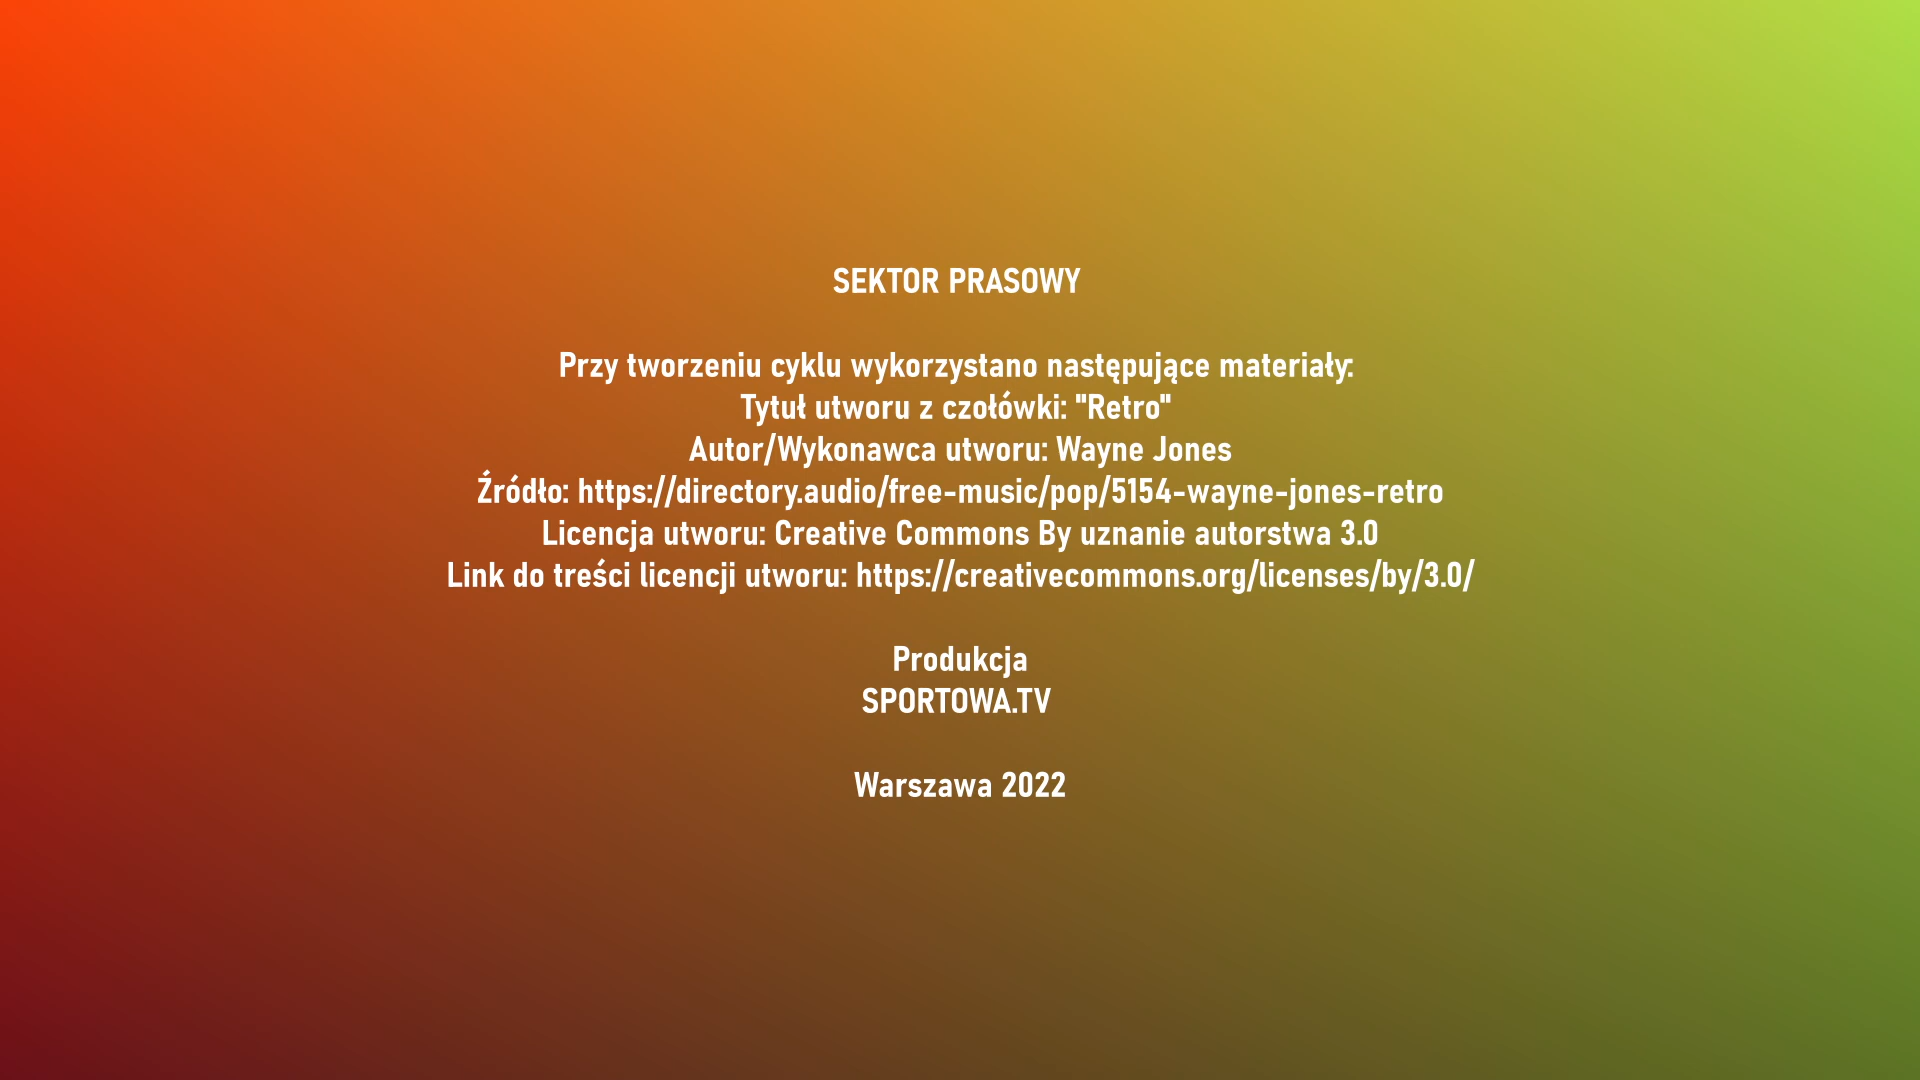 SEKTOR PRASOWY
Przy tworzeniu cyklu wykorzystano następujące materiały:
Tytuł utworu z czołówki: "Retro"
Autor/Wykonawca utworu: Wayne Jones
Źródło: https://directory.audio/free-music/pop/5154-wayne-jones-retro
Licencja utworu: Creative Commons By uznanie autorstwa 3.0
Link do treści licencji utworu: https://creativecommons.org/licenses/by/3.0/
Produkcja
SPORTOWA.TV
Warszawa 2022